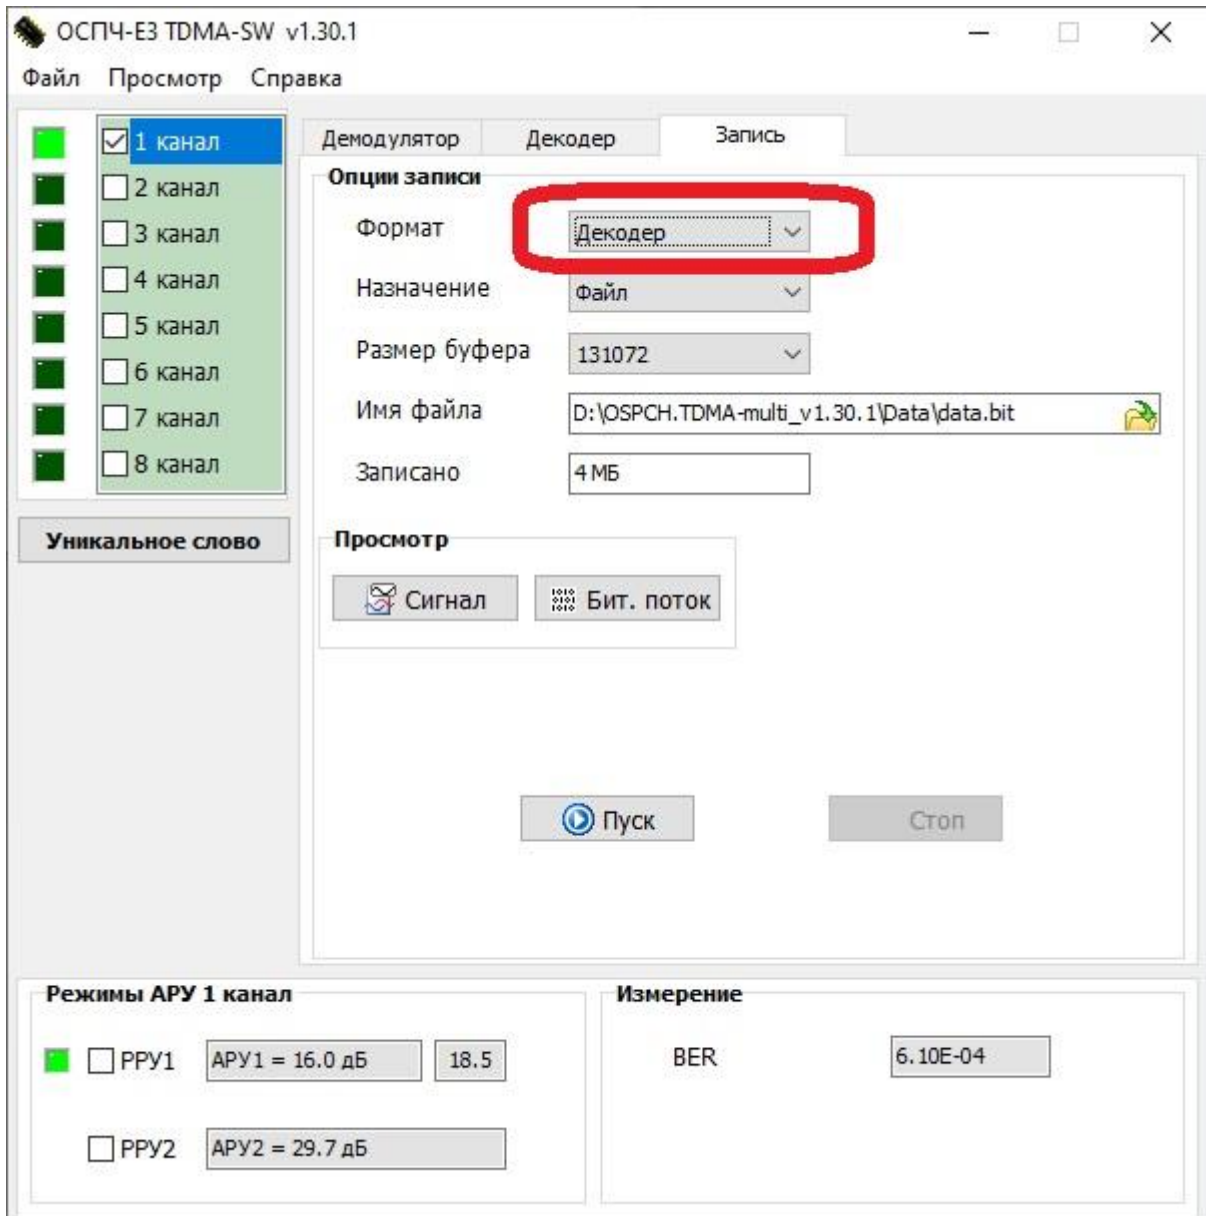 ОСПЧ-ЕЗ TDMA-SW v1.30.1
Файл Просмотр Справка
1 канал
2 канал
3 канал
4 канал
5 канал
6 канал
7 канал
8 канал
Уникальное слово
Демодулятор Декодер Запись
Опции записи
Формат Декодер
Назначение Файл
Размер буфера 131072
Имя файла D:\OSPCH.TDMA-multi_v1.30.1\Data\data.bit
Записано 4 МБ
Просмотр
Сигнал Бит. поток
Пуск Стоп
Режимы АРУ 1 канал
РРУ1 АРУ1 = 16.0 дБ 18.5
РРУ2 АРУ2 = 29.7 дБ
Измерение
BER 6.10E-04